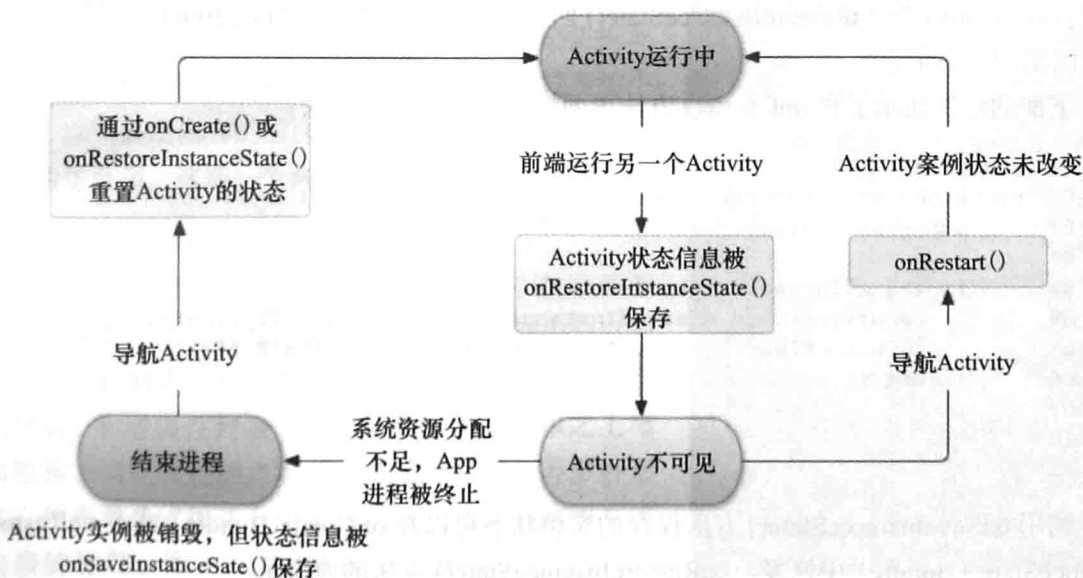 Activity运行中
通过onCreate()或
onRestoreInstanceState()
重置Activity的状态
前端运行另一个Activity
Activity案例状态未改变
Activity状态信息被
onRestoreInstanceState()
保存
onRestart()
导航Activity
导航Activity
系统资源分配
不足，App
进程被终止
结束进程
Activity不可见
Activity实例被销毁，但状态信息被
onSaveInstanceSate()保存